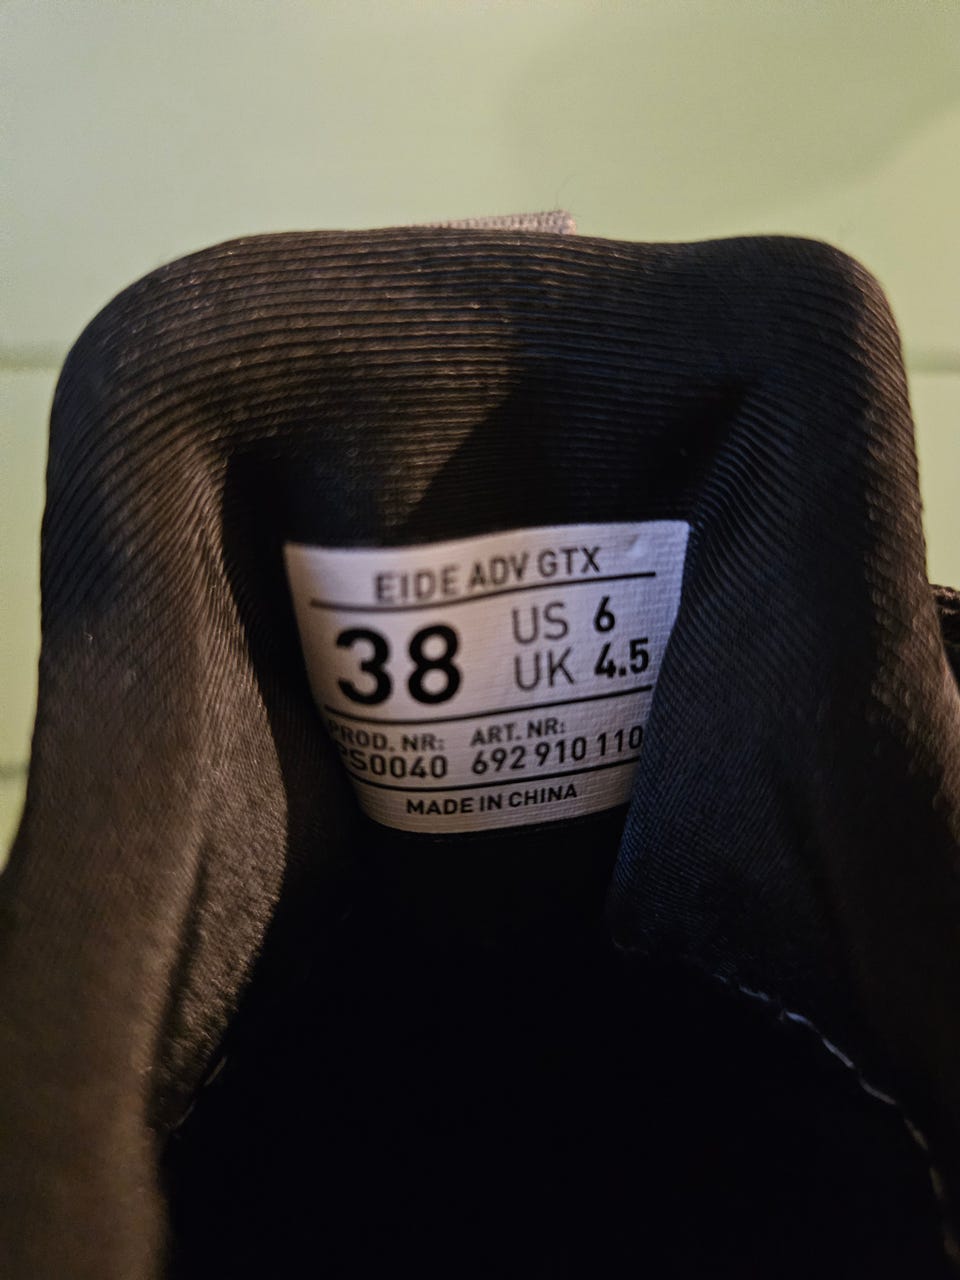 EIDE ADV GTX
38 US 6
UK 4.5
PROD. NR: ART. NR:
PS0040 692 910 110
MADE IN CHINA